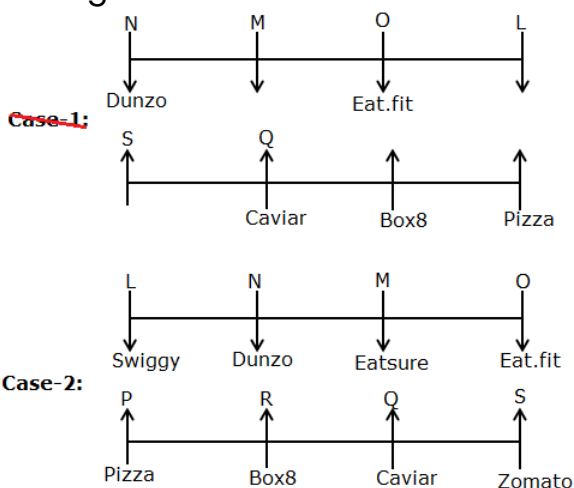 N M O L
Dunzo Eat.fit
Case-1:
S Q
Caviar Box8 Pizza
L N M O
Swiggy Dunzo Eatsure Eat.fit
Case-2:
P R Q S
Pizza Box8 Caviar Zomato